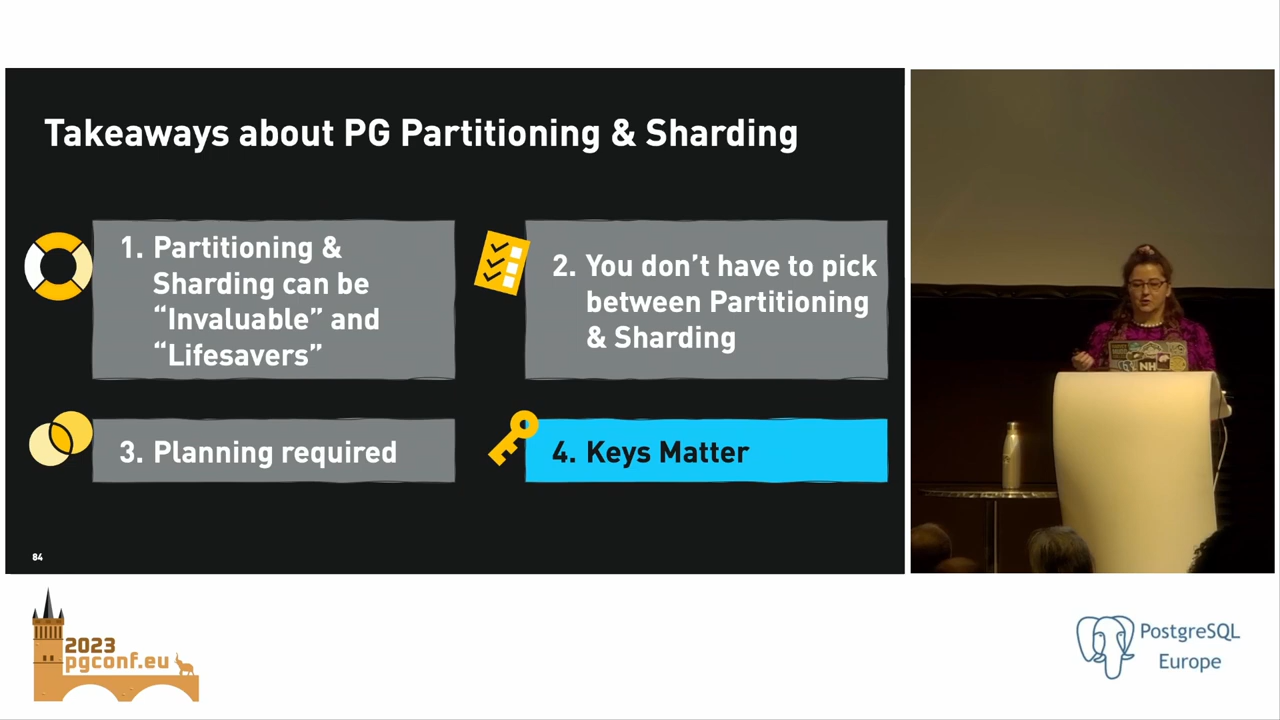 Takeaways about PG Partitioning & Sharding
1. Partitioning &
Sharding can be
“Invaluable” and
“Lifesavers”
2. You don’t have to pick
between Partitioning
& Sharding
3. Planning required
4. Keys Matter
84
NH
2023
pgconf.eu
PostgreSQL
Europe